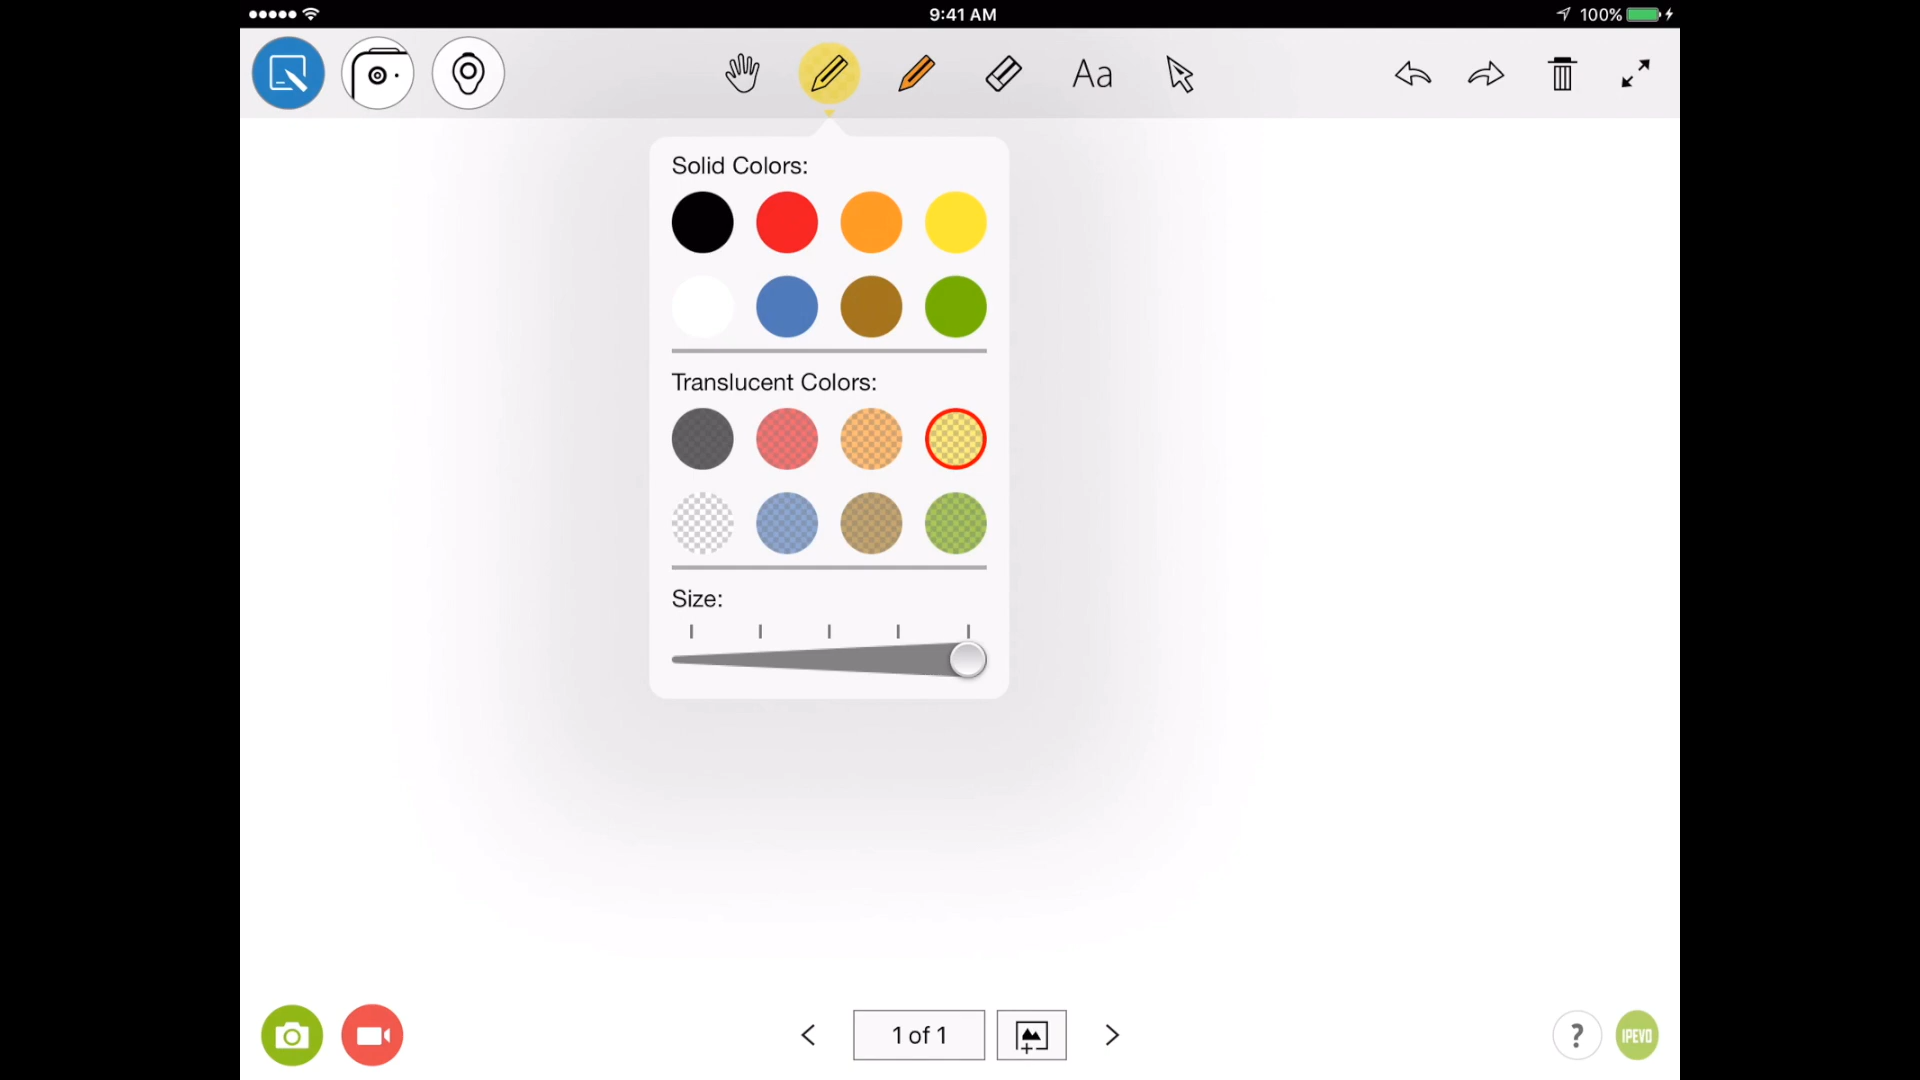 9:41 AM
100%
Aa
Solid Colors:
Translucent Colors:
Size:
1 of 1
?
IPEVO